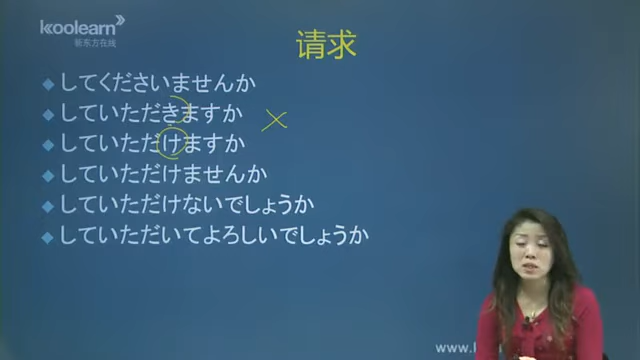 koolearn
新东方在线
请求
してくださいませんか
していただきますか
していただけますか
していただけませんか
していただけないでしょうか
していただいてよろしいでしょうか
www.